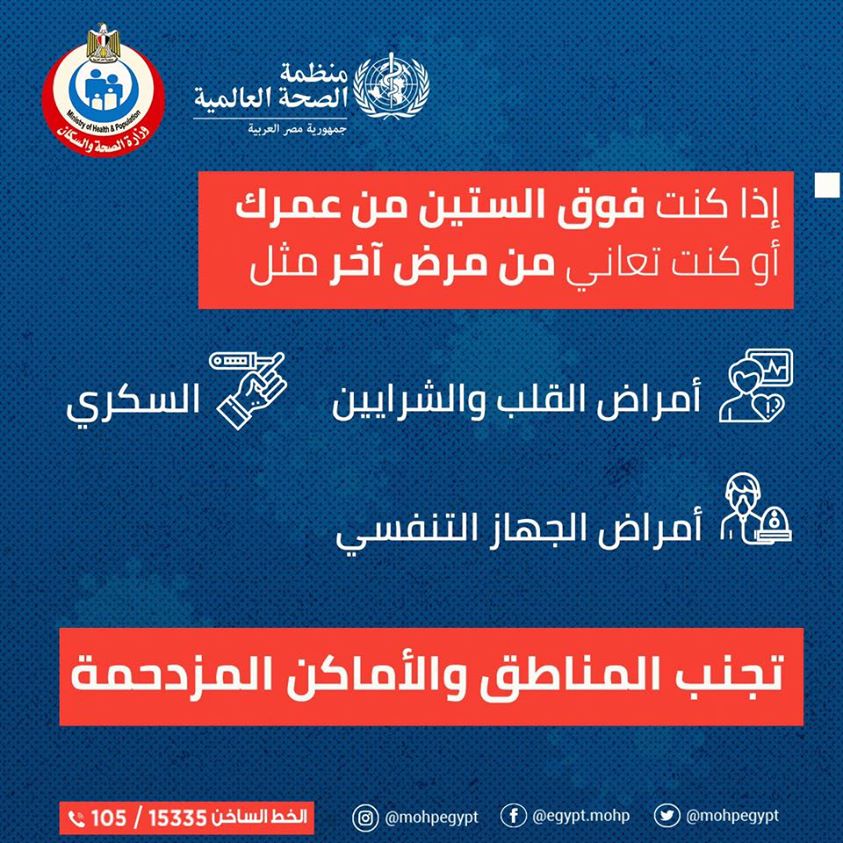 Ministry of Health & Population
وزارة الصحة والسكان
منظمة
الصحة العالمية
جمهورية مصر العربية
إذا كنت فوق الستين من عمرك
أو كنت تعاني من مرض آخر مثل
أمراض القلب والشرايين
السكري
أمراض الجهاز التنفسي
تجنب المناطق والأماكن المزدحمة
الخط الساخن 15335 / 105
@mohpegypt
@egypt.mohp
@mohpegypt